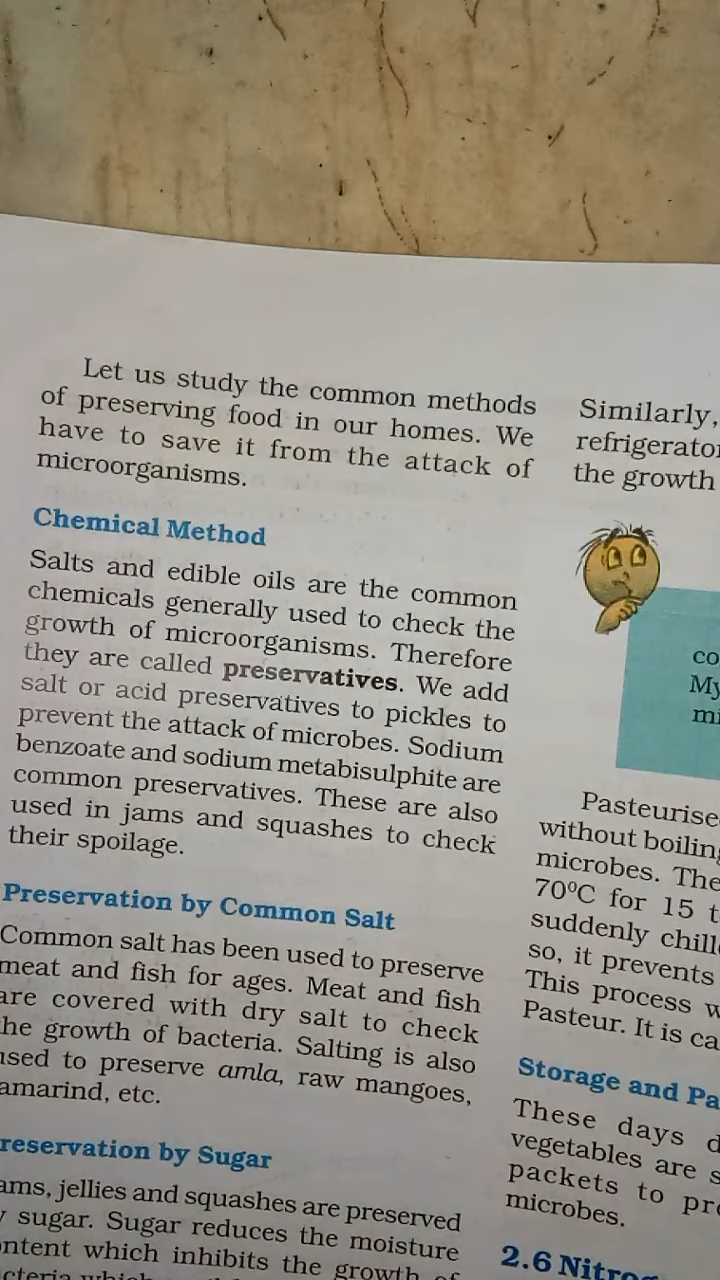 Let us study the common methods
of preserving food in our homes. We
have to save it from the attack of
microorganisms.
Chemical Method
Salts and edible oils are the common
chemicals generally used to check the
growth of microorganisms. Therefore
they are called preservatives. We add
salt or acid preservatives to pickles to
prevent the attack of microbes. Sodium
benzoate and sodium metabisulphite are
common preservatives. These are also
used in jams and squashes to check
their spoilage.
Preservation by Common Salt
Common salt has been used to preserve
meat and fish for ages. Meat and fish
are covered with dry salt to check
he growth of bacteria. Salting is also
used to preserve amla, raw mangoes,
amarind, etc.
reservation by Sugar
ams, jellies and squashes are preserved
y sugar. Sugar reduces the moisture
ontent which inhibits the growth of
Similarly,
refrigerator
the growth
co
My
mi
Pasteurise
without boiling
microbes. The
70⁰C for 15 t
suddenly chill
so, it prevents
This process w
Pasteur. It is ca
Storage and Pa
These days d
vegetables are s
packets to pr
microbes.
2.6 Nitrog